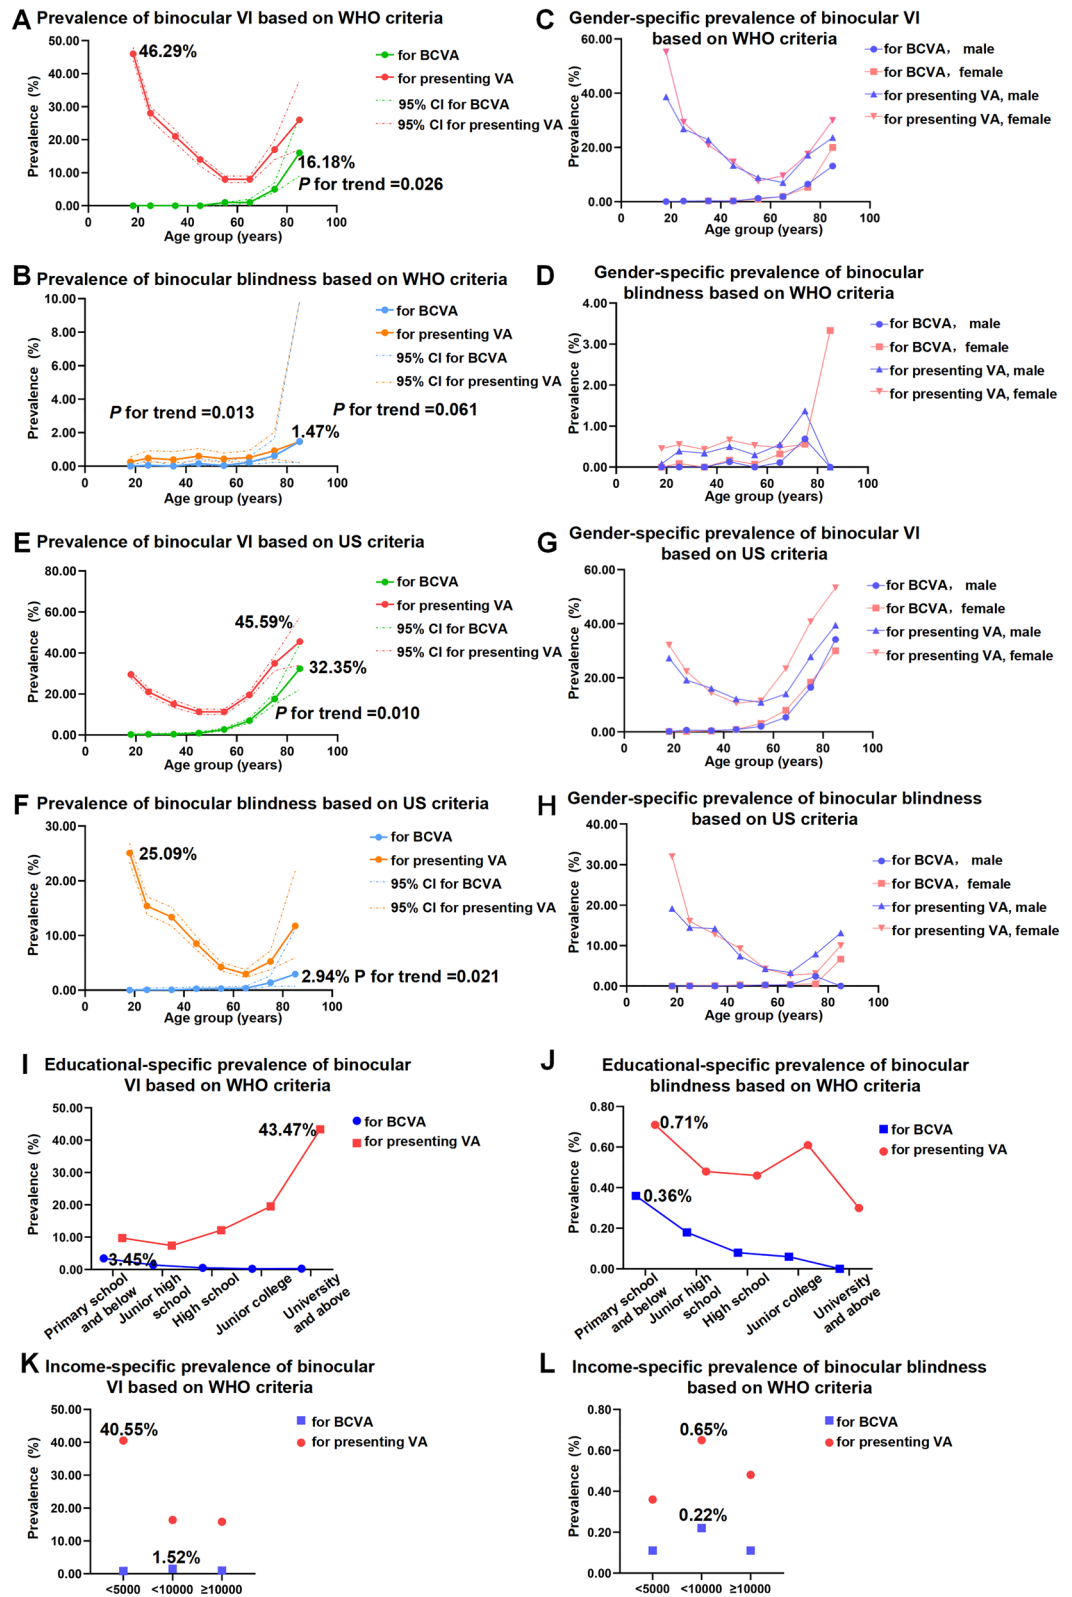 A Prevalence of binocular VI based on WHO criteria
50.00
40.00
30.00
20.00
10.00
0.00
Prevalence (%)
46.29%
16.18%
P for trend =0.026
for BCVA
for presenting VA
95% CI for BCVA
95% CI for presenting VA
0 20 40 60 80 100
Age group (years)
C Gender-specific prevalence of binocular VI
based on WHO criteria
60.00
40.00
20.00
0.00
Prevalence (%)
for BCVA， male
for BCVA，female
for presenting VA, male
for presenting VA, female
0 20 40 60 80 100
Age group (years)
B Prevalence of binocular blindness based on WHO criteria
10.00
8.00
6.00
4.00
2.00
0.00
Prevalence (%)
for BCVA
for presenting VA
95% CI for BCVA
95% CI for presenting VA
P for trend =0.013
P for trend =0.061
1.47%
0 20 40 60 80 100
Age group (years)
D Gender-specific prevalence of binocular
blindness based on WHO criteria
4.00
3.00
2.00
1.00
0.00
Prevalence (%)
for BCVA， male
for BCVA，female
for presenting VA, male
for presenting VA, female
0 20 40 60 80 100
Age group (years)
E Prevalence of binocular VI based on US criteria
80.00
60.00
40.00
20.00
0.00
Prevalence (%)
for BCVA
for presenting VA
95% CI for BCVA
95% CI for presenting VA
45.59%
32.35%
P for trend =0.010
0 20 40 60 80 100
Age group (years)
G Gender-specific prevalence of binocular VI
based on US criteria
60.00
40.00
20.00
0.00
Prevalence (%)
for BCVA， male
for BCVA，female
for presenting VA, male
for presenting VA, female
0 20 40 60 80 100
Age group (years)
F Prevalence of binocular blindness based on US criteria
30.00
20.00
10.00
0.00
Prevalence (%)
25.09%
for BCVA
for presenting VA
95% CI for BCVA
95% CI for presenting VA
2.94% P for trend =0.021
0 20 40 60 80 100
Age group (years)
H Gender-specific prevalence of binocular blindness
based on US criteria
40.00
30.00
20.00
10.00
0.00
Prevalence (%)
for BCVA， male
for BCVA，female
for presenting VA, male
for presenting VA, female
0 20 40 60 80 100
Age group (years)
I Educational-specific prevalence of binocular
VI based on WHO criteria
50.00
40.00
30.00
20.00
10.00
0.00
Prevalence (%)
43.47%
3.45%
for BCVA
for presenting VA
Primary school
and below
Junior high
school
High school
Junior college
University
and above
J Educational-specific prevalence of binocular
blindness based on WHO criteria
0.80
0.60
0.40
0.20
0.00
Prevalence (%)
0.71%
0.36%
for BCVA
for presenting VA
Primary school
and below
Junior high
school
High school
Junior college
University
and above
K Income-specific prevalence of binocular
VI based on WHO criteria
50.00
40.00
30.00
20.00
10.00
0.00
Prevalence (%)
40.55%
1.52%
for BCVA
for presenting VA
<5000 <10000 ≥10000
L Income-specific prevalence of binocular blindness
based on WHO criteria
0.80
0.60
0.40
0.20
0.00
Prevalence (%)
0.65%
0.22%
for BCVA
for presenting VA
<5000 <10000 ≥10000